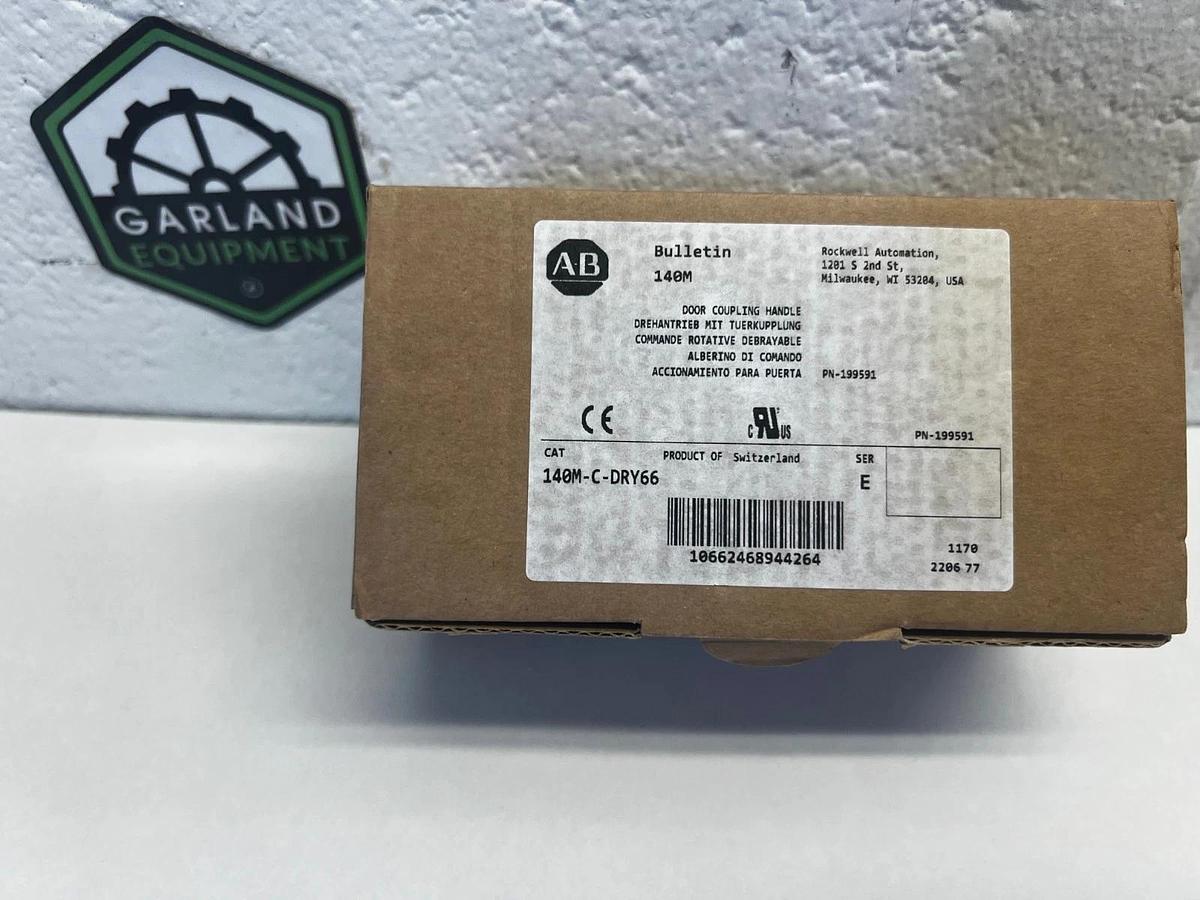 GARLAND
EQUIPMENT
AB
Bulletin
140M
Rockwell Automation,
1201 S 2nd St,
Milwaukee, WI 53204, USA
DOOR COUPLING HANDLE
DREHANTRIEB MIT TUERKUPPLUNG
COMMANDE ROTATIVE DEBRAYABLE
ALBERINO DI COMANDO
ACCIONAMIENTO PARA PUERTA PN-199591
CE
C RU US
PN-199591
CAT PRODUCT OF Switzerland SER
140M-C-DRY66 E
10662468944264
1170
2206 77